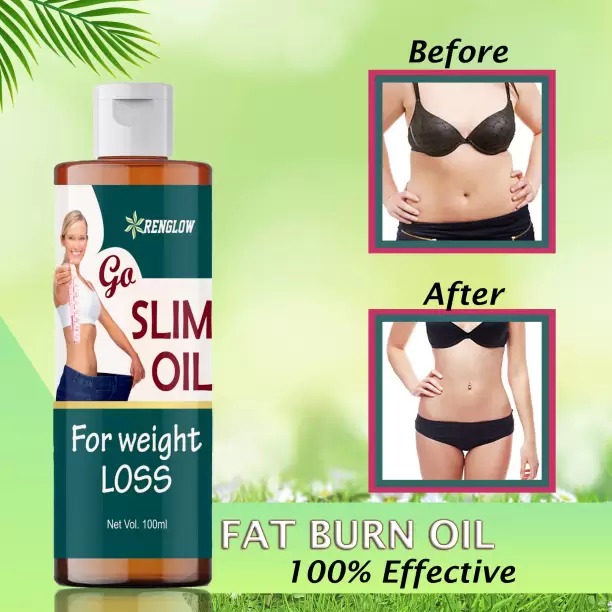 Before
After
RENGLOW
Go
SLIM
OIL
For weight
LOSS
Net Vol. 100ml
FAT BURN OIL
100% Effective